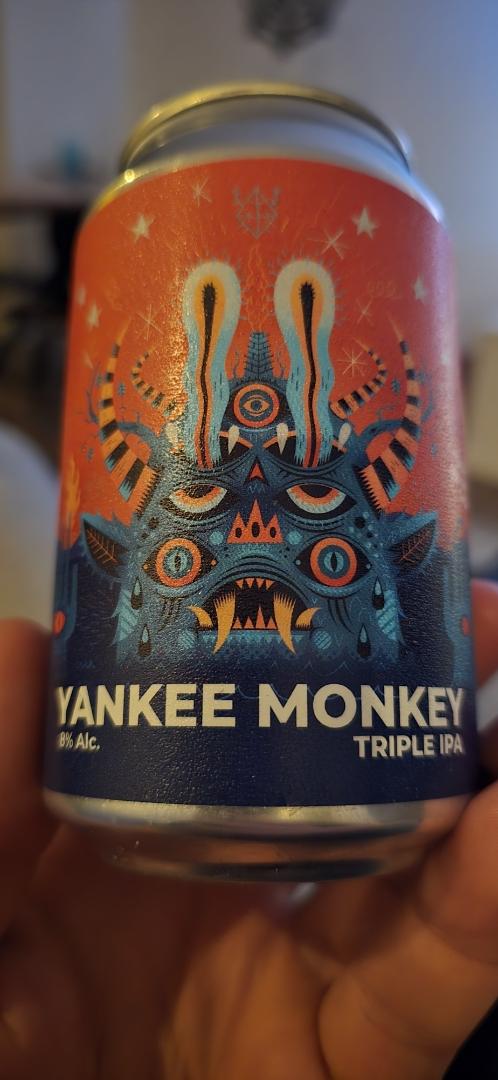 YANKEE MONKEY
8% Alc.
TRIPLE IPA